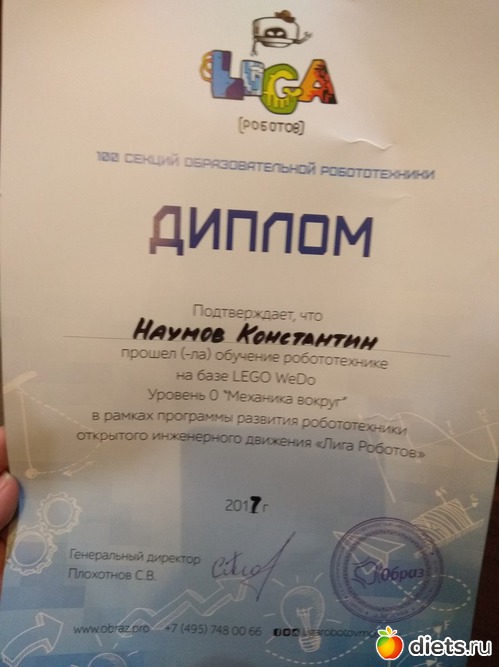 LIGA
[РОБОТОВ]
100 СЕКЦИЙ ОБРАЗОВАТЕЛЬНОЙ РОБОТОТЕХНИКИ
ДИПЛОМ
Подтверждает, что
НАУМОВ КОНСТАНТИН
прошел (-ла) обучение робототехнике
на базе LEGO WeDo
Уровень 0 "Механика вокруг"
в рамках программы развития робототехники
открытого инженерного движения «Лига Роботов»
2017 г
Генеральный директор
Плохотнов С.В.
Образ
www.obraz.pro +7 (495) 748 00 66
diets.ru